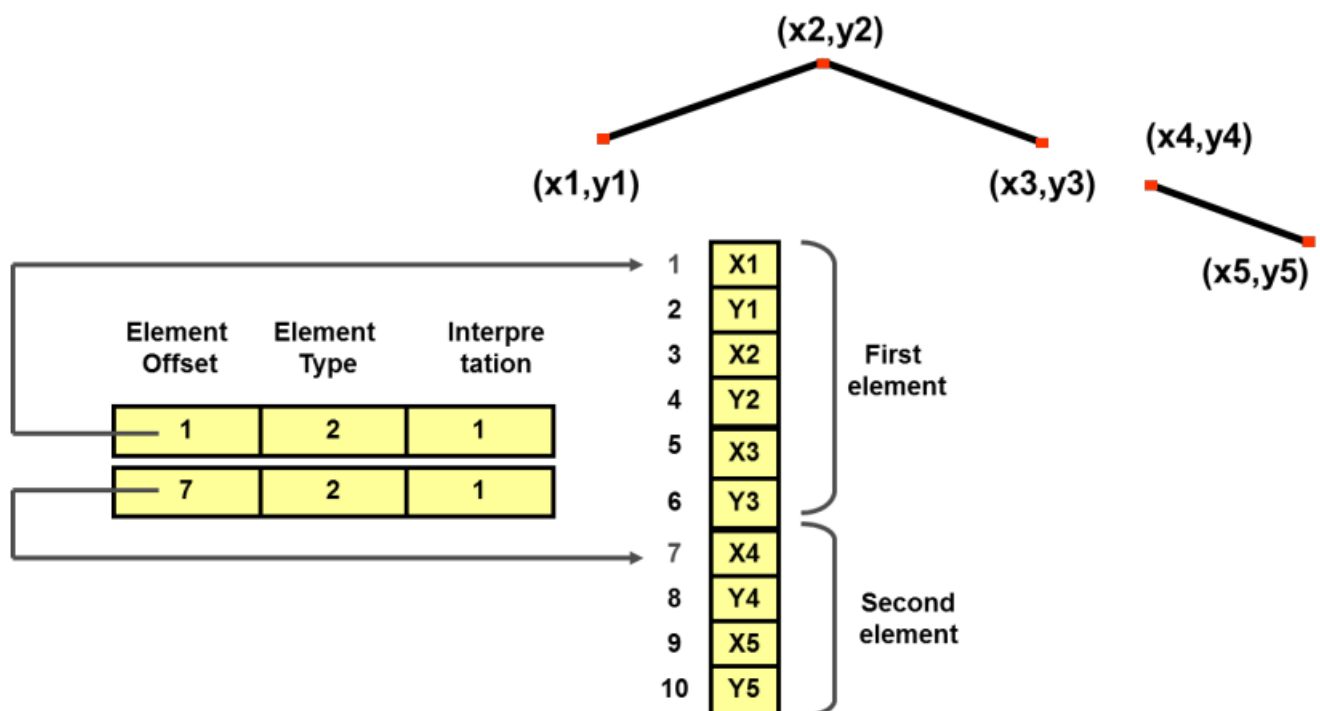 (x2,y2)
(x4,y4)
(x1,y1)
(x3,y3)
(x5,y5)
Element Offset
Element Type
Interpre
tation
1 2 1
7 2 1
1 X1
2 Y1
3 X2
4 Y2
5 X3
6 Y3
7 X4
8 Y4
9 X5
10 Y5
First
element
Second
element